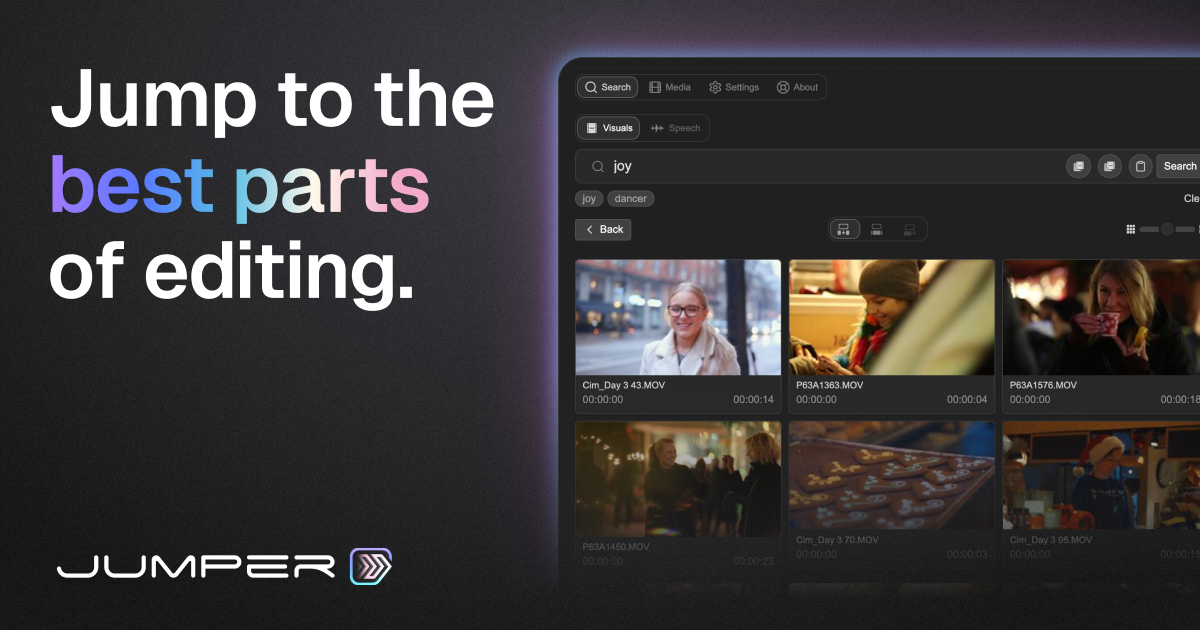 Jump to the
best parts
of editing.
JUMPER
Search Media Settings About
Visuals Speech
joy
Search
joy dancer
Cle
Back
Cim_Day 3 43.MOV
00:00:00 00:00:14
P63A1363.MOV
00:00:00 00:00:04
P63A1576.MOV
00:00:00 00:00:18
P63A1450.MOV
00:00:00 00:00:23
Cim_Day 3 70.MOV
00:00:00 00:00:03
Cim_Day 3 95.MOV
00:00:00 00:00:15